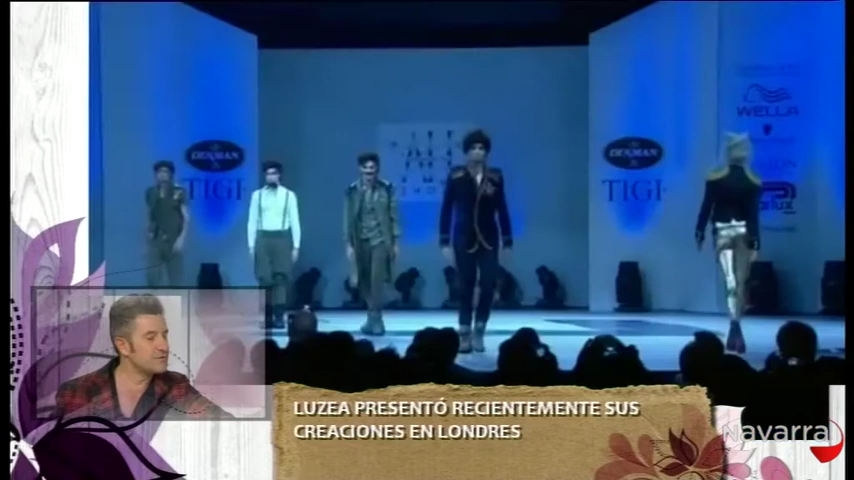 WELLA
DENMAN
TIGI
DENMAN
TIGI
LUZEA PRESENTÓ RECIENTEMENTE SUS
CREACIONES EN LONDRES
Navarra